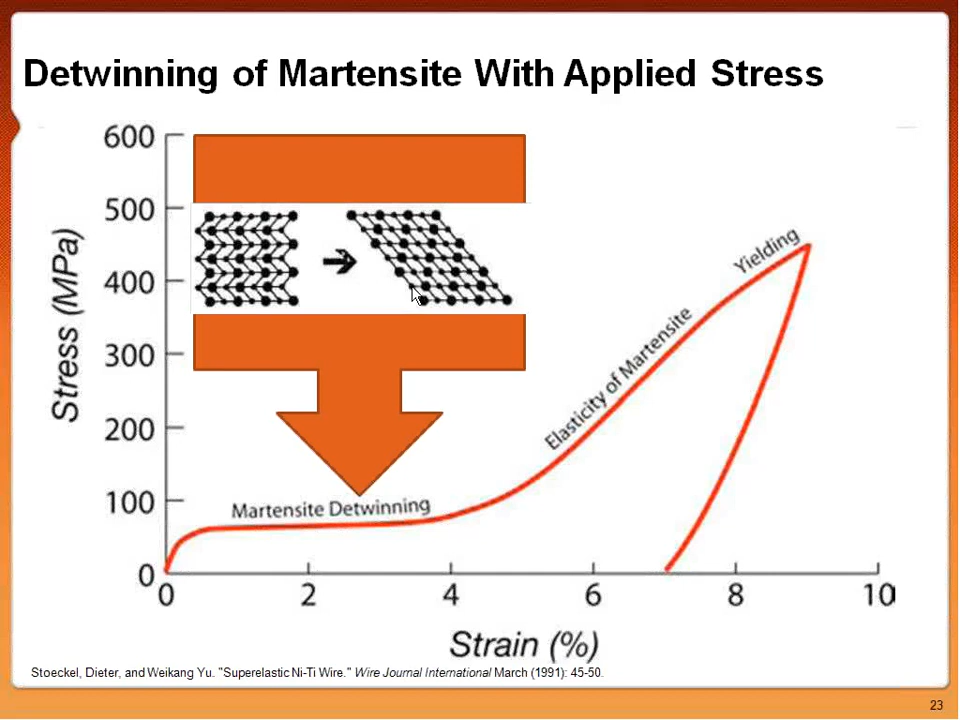 Detwinning of Martensite With Applied Stress
600
500
400
300
200
100
0
Stress (MPa)
Martensite Detwinning
Elasticity of Martensite
Yielding
0 2 4 6 8 10
Strain (%)
Stoeckel, Dieter, and Weikang Yu. "Superelastic Ni-Ti Wire." Wire Journal International March (1991): 45-50.
23